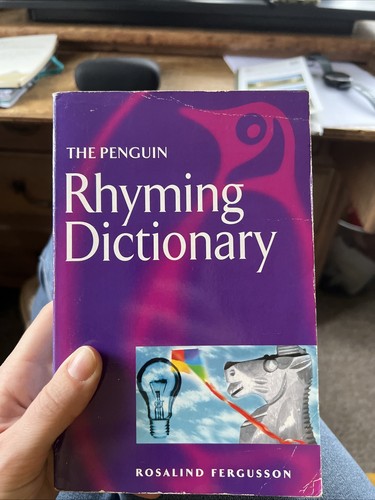 THE PENGUIN
Rhyming
Dictionary
ROSALIND FERGUSSON